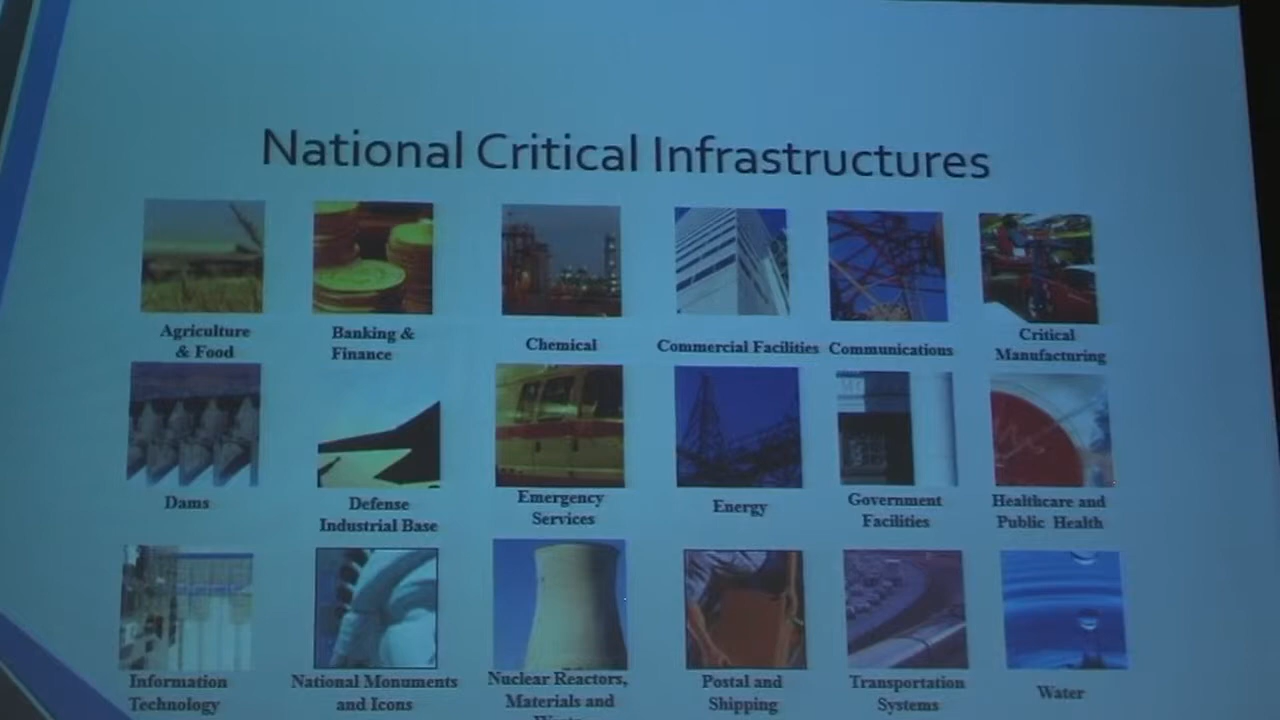 National Critical Infrastructures
Agriculture
& Food
Banking &
Finance
Chemical
Commercial Facilities
Communications
Critical
Manufacturing
Dams
Defense
Industrial Base
Emergency
Services
Energy
Government
Facilities
Healthcare and
Public Health
Information
Technology
National Monuments
and Icons
Nuclear Reactors,
Materials and
Postal and
Shipping
Transportation
Systems
Water